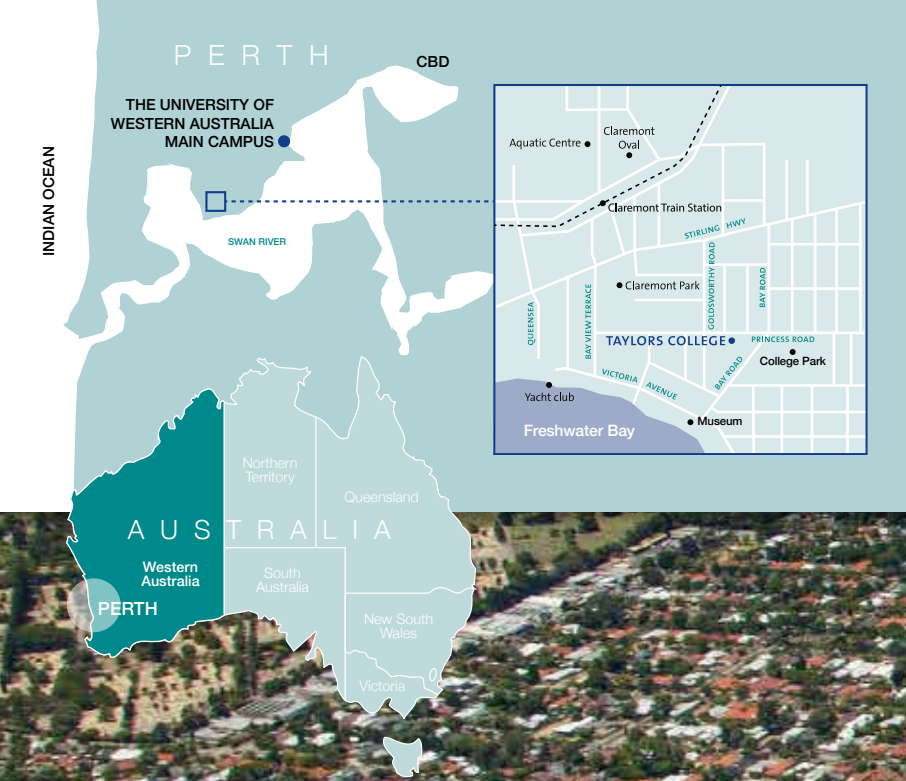 PERTH
CBD
THE UNIVERSITY OF
WESTERN AUSTRALIA
MAIN CAMPUS
INDIAN OCEAN
SWAN RIVER
Aquatic Centre
Claremont
Oval
Claremont Train Station
STIRLING HWY
Claremont Park
GOLDSWORTHY ROAD
BAY ROAD
QUEENSEA
BAY VIEW TERRACE
TAYLORS COLLEGE
PRINCESS ROAD
College Park
BAY ROAD
VICTORIA AVENUE
Yacht club
Museum
Freshwater Bay
Northern
Territory
Queensland
AUSTRALIA
Western
Australia
South
Australia
PERTH
New South
Wales
Victoria